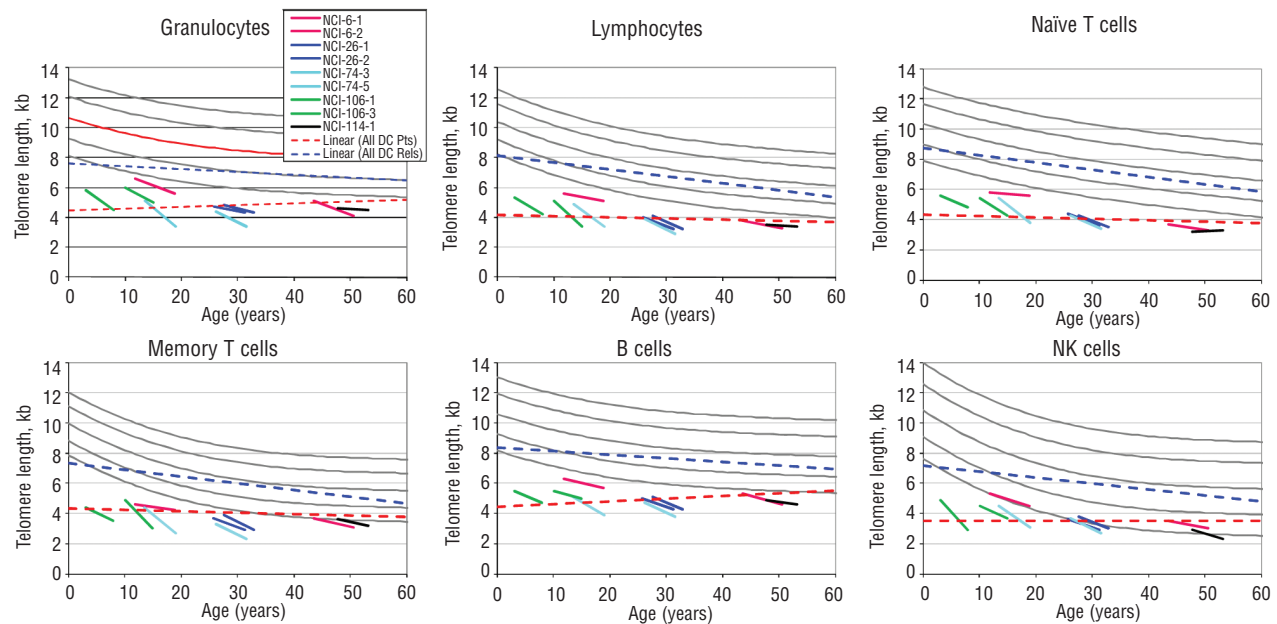 Granulocytes
NCI-6-1
NCI-6-2
NCI-26-1
NCI-26-2
NCI-74-3
NCI-74-5
NCI-106-1
NCI-106-3
NCI-114-1
Linear (All DC Pts)
Linear (All DC Rels)
Telomere length, kb
14
12
10
8
6
4
2
0
0 10 20 30 40 50 60
Age (years)
Lymphocytes
Telomere length, kb
14
12
10
8
6
4
2
0
0 10 20 30 40 50 60
Age (years)
Naïve T cells
Telomere length, kb
14
12
10
8
6
4
2
0
0 10 20 30 40 50 60
Age (years)
Memory T cells
Telomere length, kb
14
12
10
8
6
4
2
0
0 10 20 30 40 50 60
Age (years)
B cells
Telomere length, kb
14
12
10
8
6
4
2
0
0 10 20 30 40 50 60
Age (years)
NK cells
Telomere length, kb
14
12
10
8
6
4
2
0
0 10 20 30 40 50 60
Age (years)